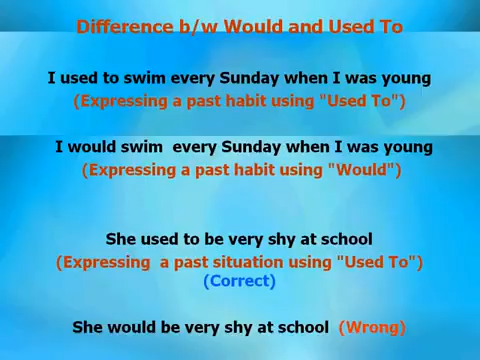 Difference b/w Would and Used To
I used to swim every Sunday when I was young
(Expressing a past habit using "Used To")
I would swim  every Sunday when I was young
(Expressing a past habit using "Would")
She used to be very shy at school
(Expressing  a past situation using "Used To")
(Correct)
She would be very shy at school  (Wrong)